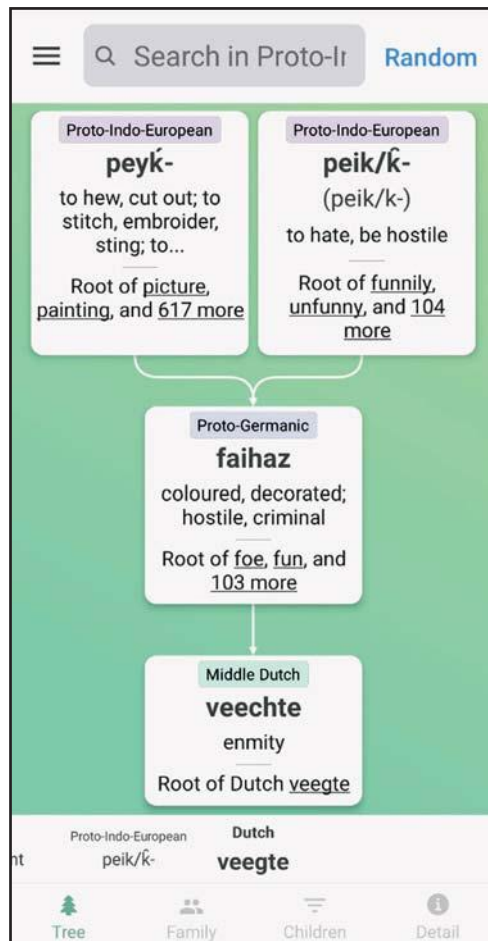 Search in Proto-Ir
Random
Proto-Indo-European
peyḱ-
to hew, cut out; to
stitch, embroider,
sting; to...
Root of picture,
painting, and 617 more
Proto-Indo-European
peik/k̂-
(peik/k-)
to hate, be hostile
Root of funnily,
unfunny, and 104
more
Proto-Germanic
faihaz
coloured, decorated;
hostile, criminal
Root of foe, fun, and
103 more
Middle Dutch
veechte
enmity
Root of Dutch veegte
nt
Proto-Indo-European
peik/k̂-
Dutch
veegte
Tree
Family
Children
Detail